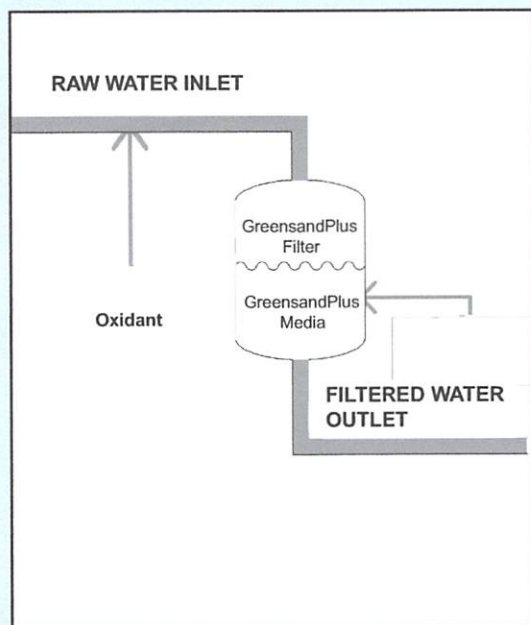 RAW WATER INLET
GreensandPlus
Filter
GreensandPlus
Media
Oxidant
FILTERED WATER
OUTLET